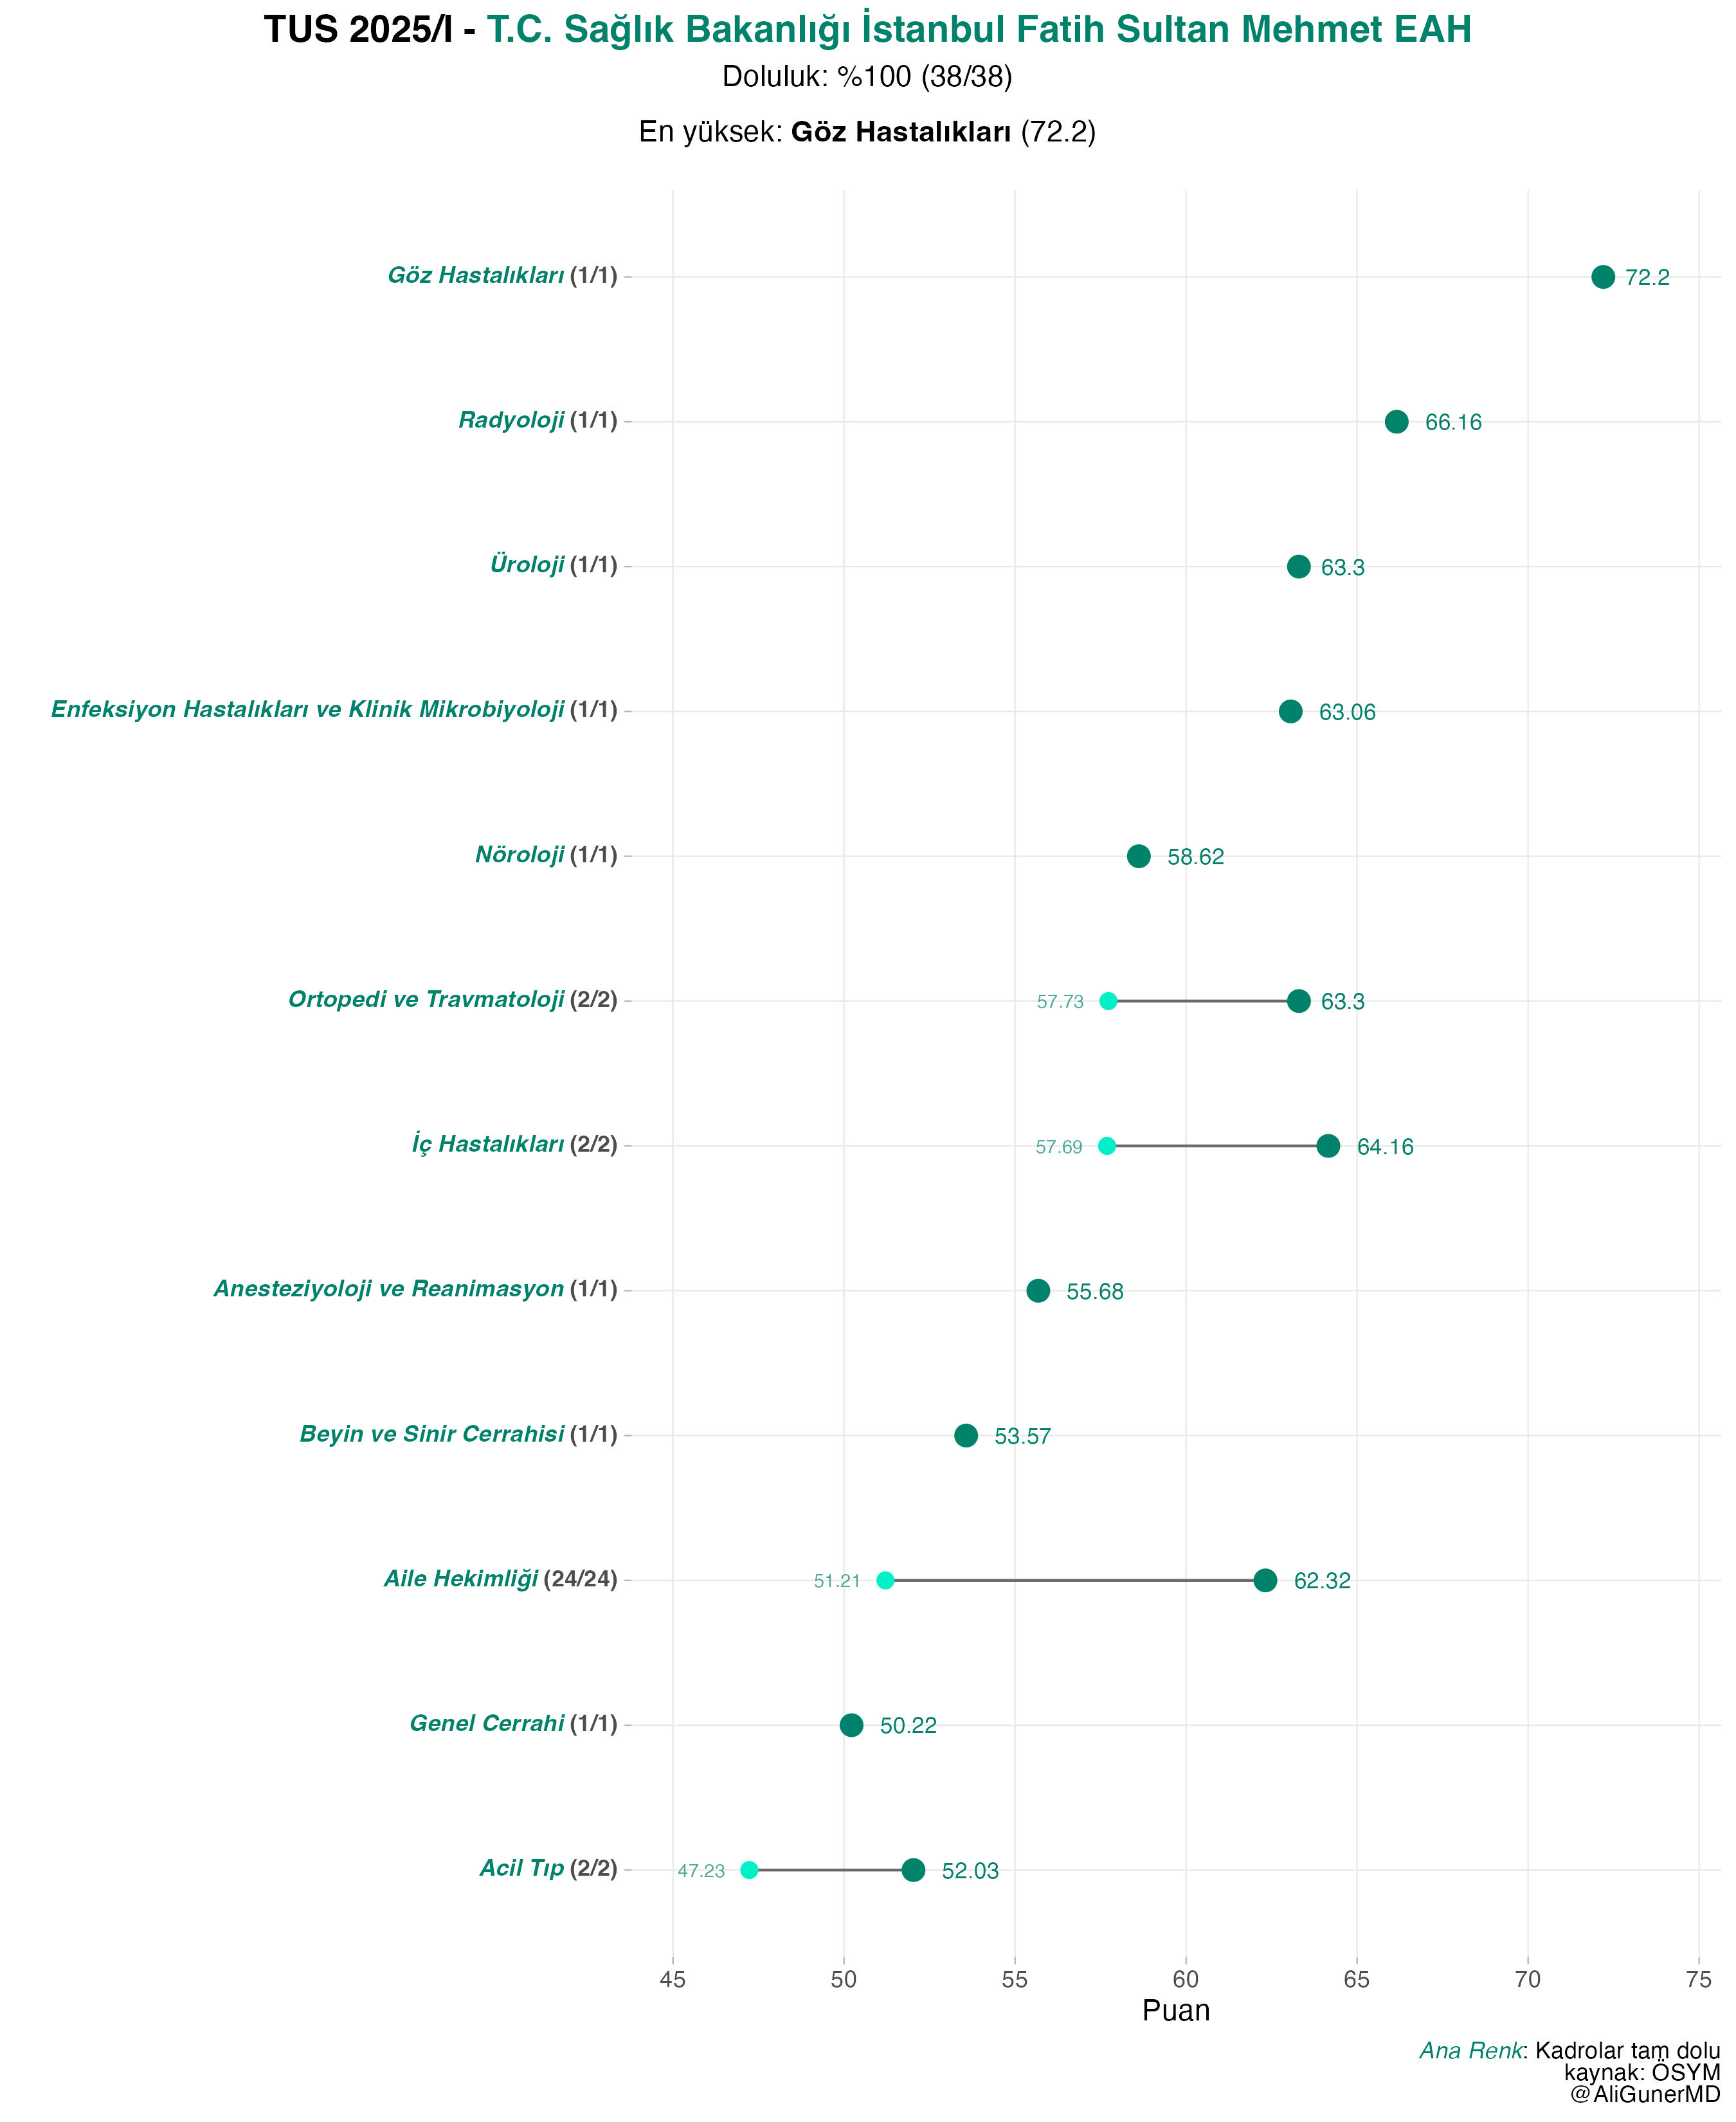 TUS 2025/I - T.C. Sağlık Bakanlığı İstanbul Fatih Sultan Mehmet EAH
Doluluk: %100 (38/38)
En yüksek: Göz Hastalıkları (72.2)
Göz Hastalıkları (1/1) 72.2
Radyoloji (1/1) 66.16
Üroloji (1/1) 63.3
Enfeksiyon Hastalıkları ve Klinik Mikrobiyoloji (1/1) 63.06
Nöroloji (1/1) 58.62
Ortopedi ve Travmatoloji (2/2) 57.73 63.3
İç Hastalıkları (2/2) 57.69 64.16
Anesteziyoloji ve Reanimasyon (1/1) 55.68
Beyin ve Sinir Cerrahisi (1/1) 53.57
Aile Hekimliği (24/24) 51.21 62.32
Genel Cerrahi (1/1) 50.22
Acil Tıp (2/2) 47.23 52.03
45 50 55 60 65 70 75
Puan
Ana Renk: Kadrolar tam dolu
kaynak: ÖSYM
@AliGunerMD